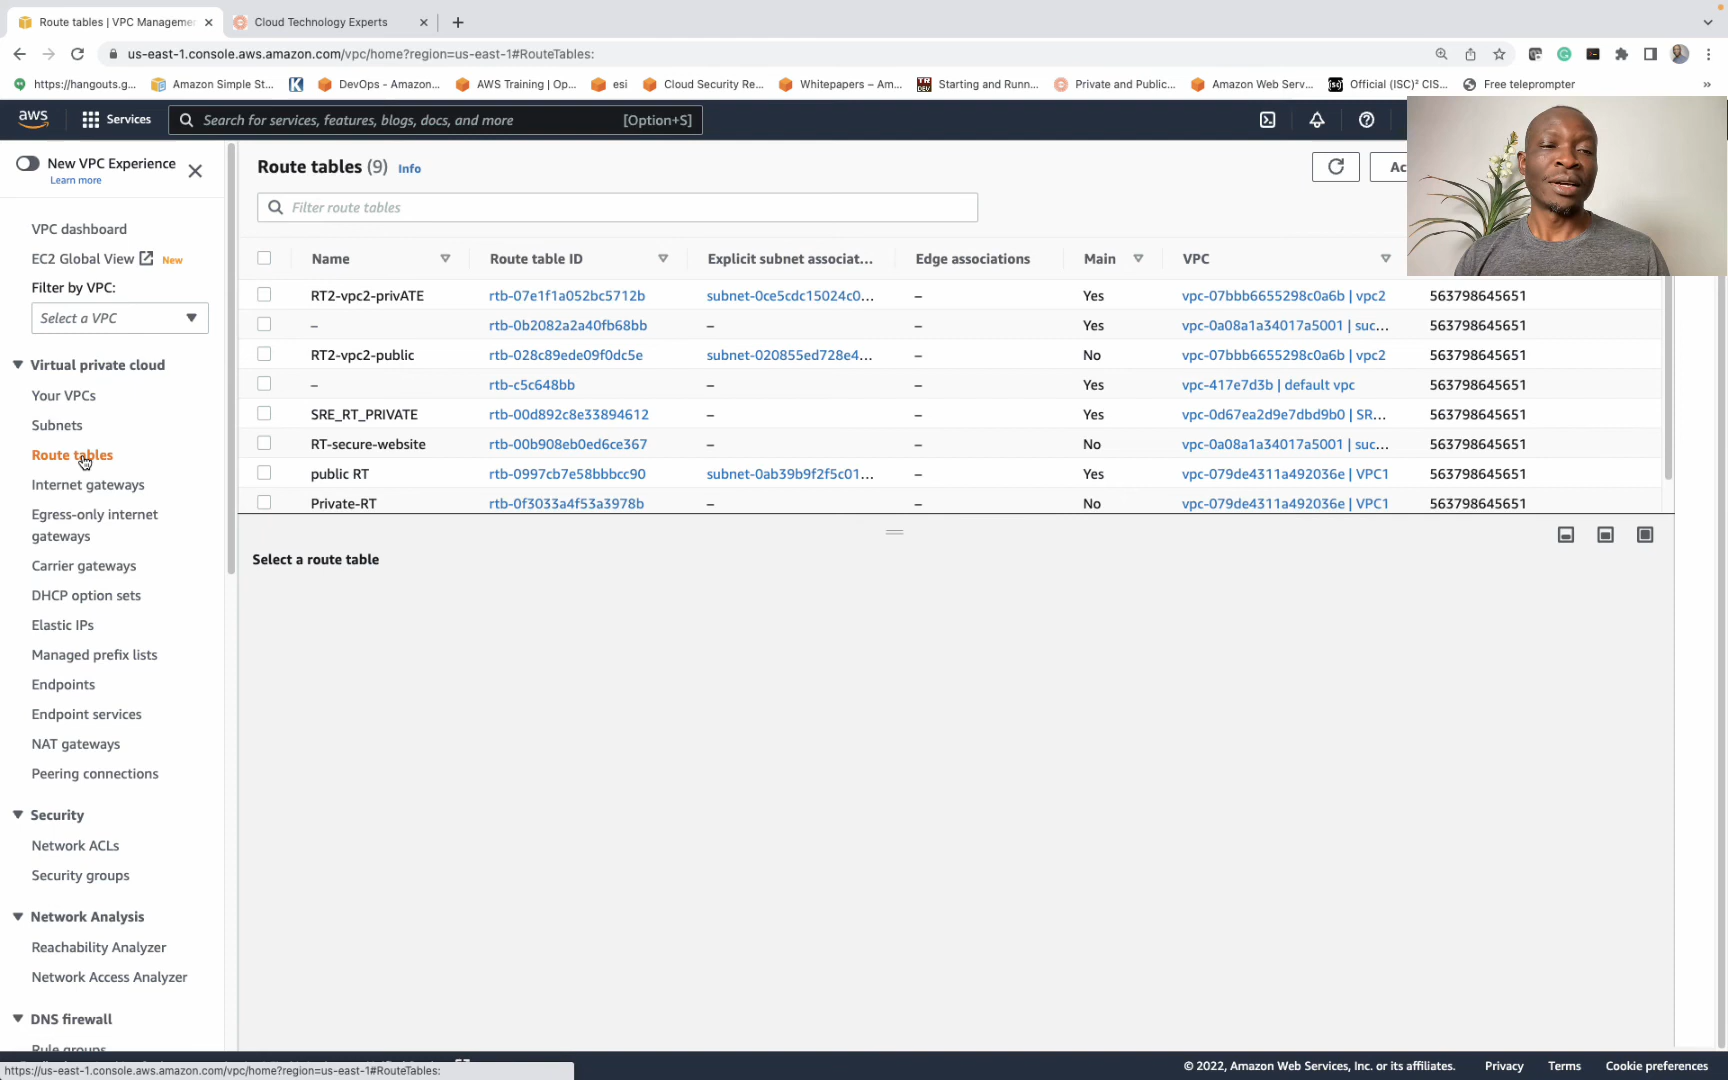 Route tables | VPC Manageme
Cloud Technology Experts
us-east-1.console.aws.amazon.com/vpc/home?region=us-east-1#RouteTables:
https://hangouts.g...
Amazon Simple St...
DevOps - Amazon...
AWS Training | Op...
esi
Cloud Security Re...
Whitepapers – Am...
Starting and Runn...
Private and Public...
Amazon Web Serv...
Official (ISC)² CIS...
Free teleprompter
aws
Services
Search for services, features, blogs, docs, and more
[Option+S]
New VPC Experience
Learn more
VPC dashboard
EC2 Global View New
Filter by VPC:
Select a VPC
Virtual private cloud
Your VPCs
Subnets
Route tables
Internet gateways
Egress-only internet
gateways
Carrier gateways
DHCP option sets
Elastic IPs
Managed prefix lists
Endpoints
Endpoint services
NAT gateways
Peering connections
Security
Network ACLs
Security groups
Network Analysis
Reachability Analyzer
Network Access Analyzer
DNS firewall
Rule groups
Route tables (9) Info
Ac
Filter route tables
Name Route table ID Explicit subnet associat... Edge associations Main VPC
RT2-vpc2-privATE rtb-07e1f1a052bc5712b subnet-0ce5cdc15024c0... – Yes vpc-07bbb6655298c0a6b | vpc2 563798645651
– rtb-0b2082a2a40fb68bb – – Yes vpc-0a08a1a34017a5001 | suc... 563798645651
RT2-vpc2-public rtb-028c89ede09f0dc5e subnet-020855ed728e4... – No vpc-07bbb6655298c0a6b | vpc2 563798645651
– rtb-c5c648bb – – Yes vpc-417e7d3b | default vpc 563798645651
SRE_RT_PRIVATE rtb-00d892c8e33894612 – – Yes vpc-0d67ea2d9e7dbd9b0 | SR... 563798645651
RT-secure-website rtb-00b908eb0ed6ce367 – – No vpc-0a08a1a34017a5001 | suc... 563798645651
public RT rtb-0997cb7e58bbbcc90 subnet-0ab39b9f2f5c01... – Yes vpc-079de4311a492036e | VPC1 563798645651
Private-RT rtb-0f3033a4f53a3978b – – No vpc-079de4311a492036e | VPC1 563798645651
Select a route table
https://us-east-1.console.aws.amazon.com/vpc/home?region=us-east-1#RouteTables:
© 2022, Amazon Web Services, Inc. or its affiliates.
Privacy
Terms
Cookie preferences